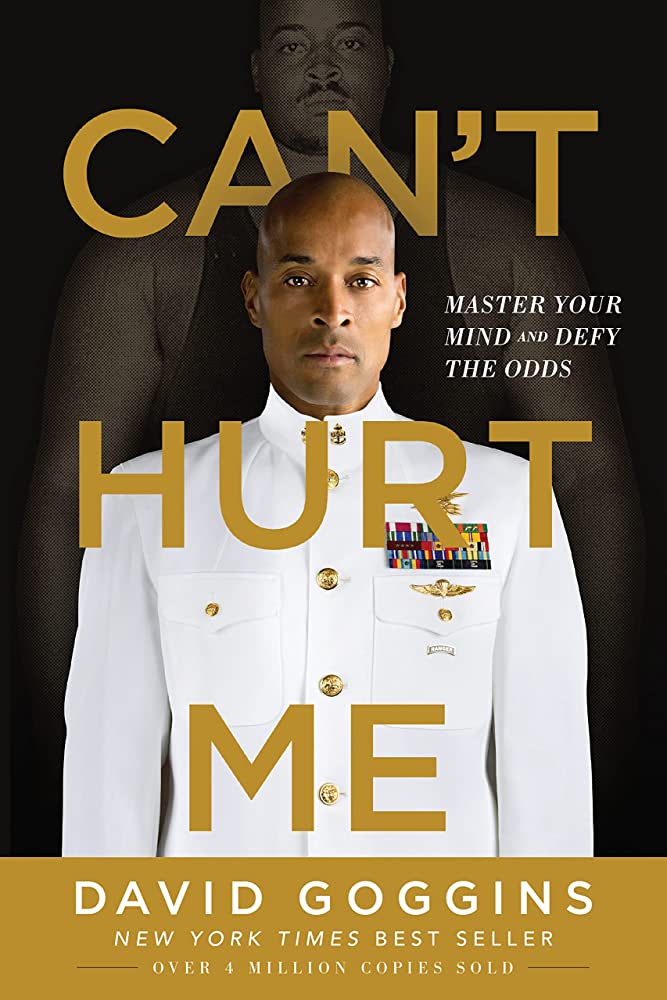 CAN'T
MASTER YOUR
MIND AND DEFY
THE ODDS
HURT
RANGER
ME
DAVID GOGGINS
NEW YORK TIMES BEST SELLER
OVER 4 MILLION COPIES SOLD